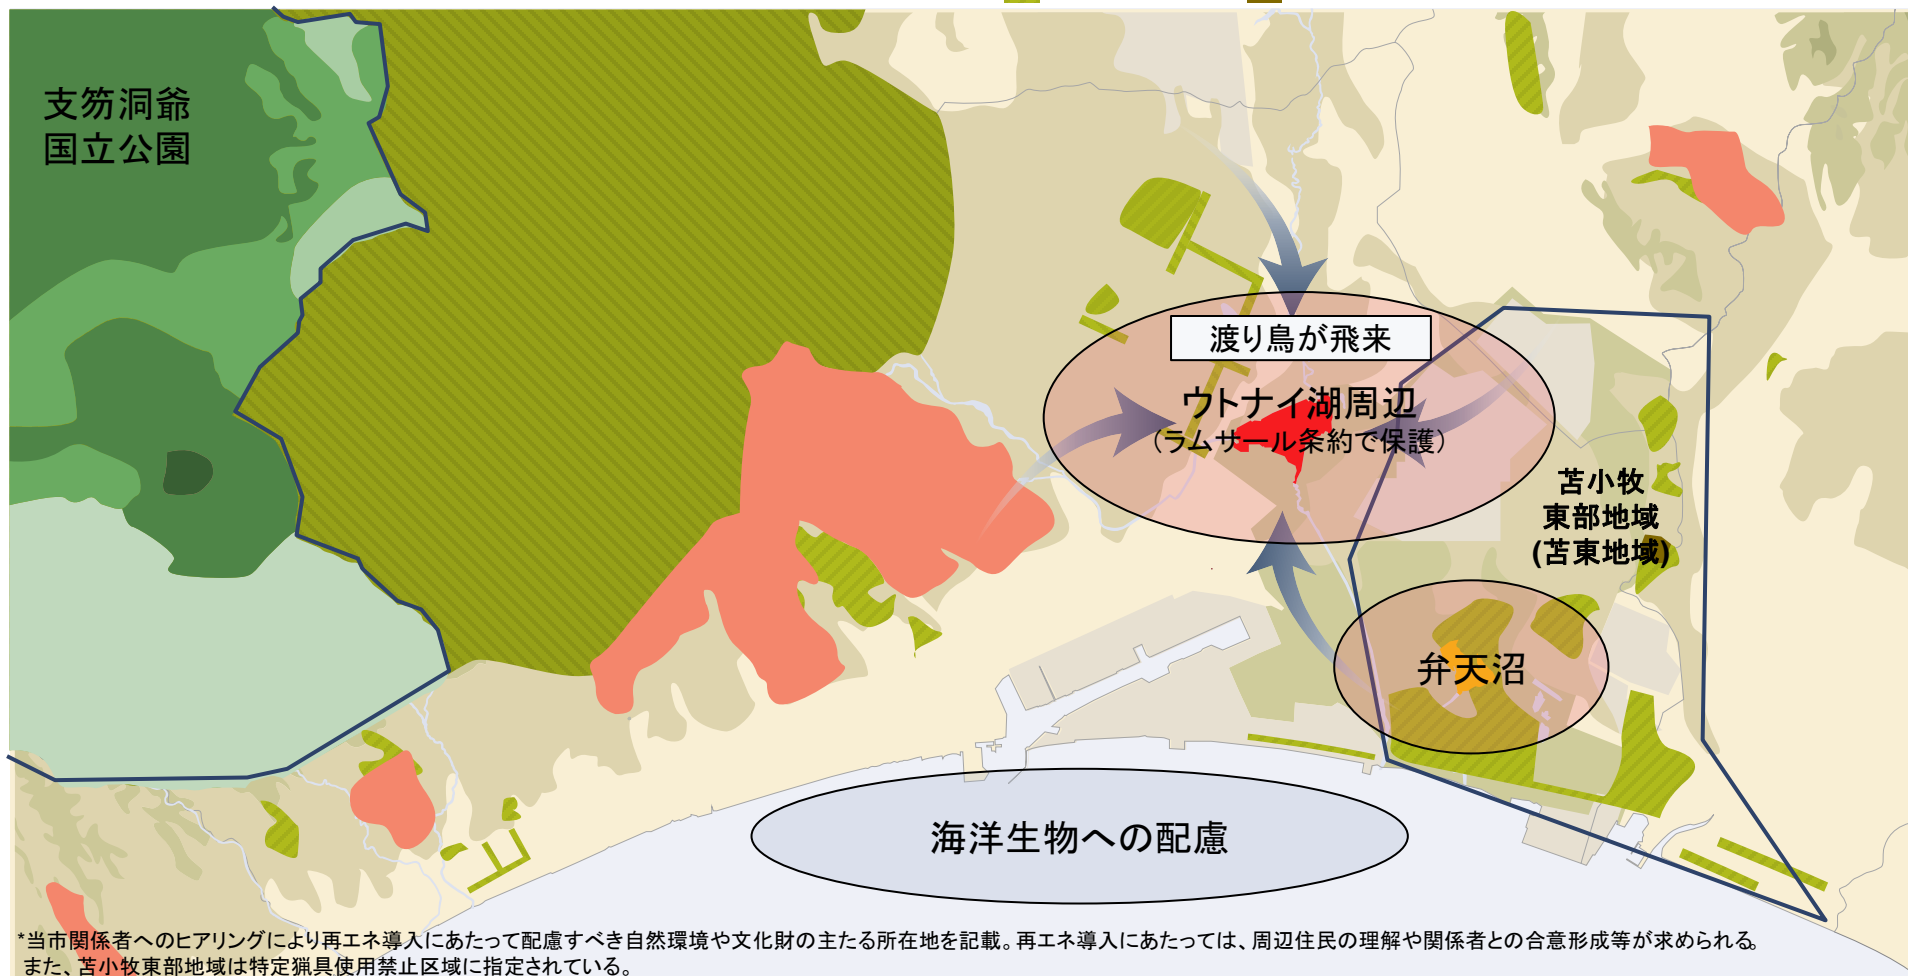 支笏洞爺
国立公園
渡り鳥が飛来
ウトナイ湖周辺
（ラムサール条約で保護）
苫小牧
東部地域
(苫東地域)
弁天沼
海洋生物への配慮
*当市関係者へのヒアリングにより再エネ導入にあたって配慮すべき自然環境や文化財の主たる所在地を記載。再エネ導入にあたっては、周辺住民の理解や関係者との合意形成等が求められる。
また、苫小牧東部地域は特定猟具使用禁止区域に指定されている。